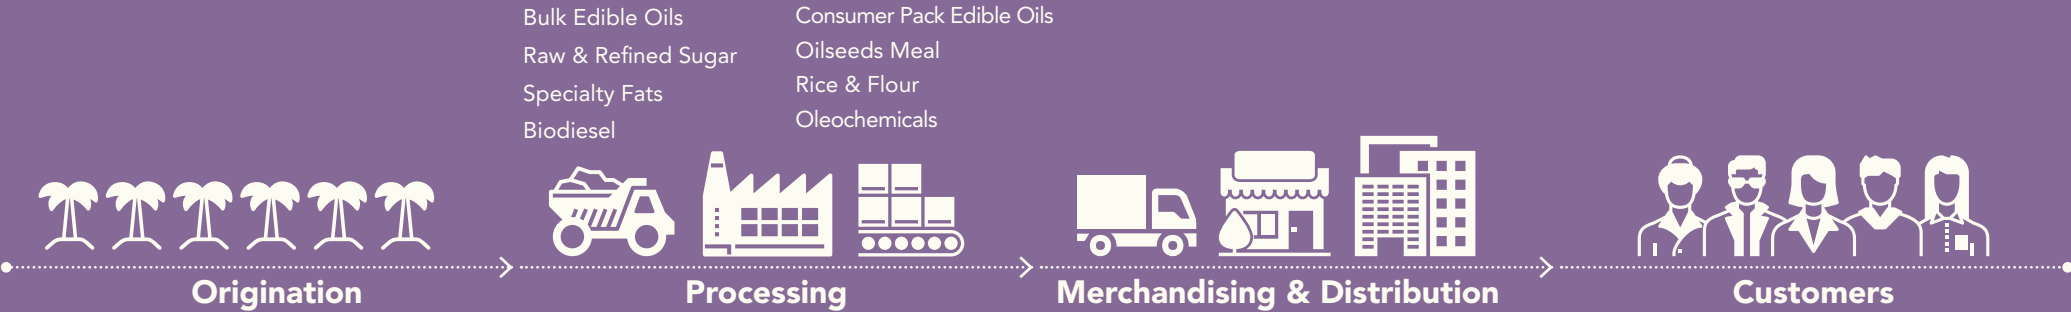 Bulk Edible Oils
Raw & Refined Sugar
Specialty Fats
Biodiesel
Consumer Pack Edible Oils
Oilseeds Meal
Rice & Flour
Oleochemicals
Origination
Processing
Merchandising & Distribution
Customers